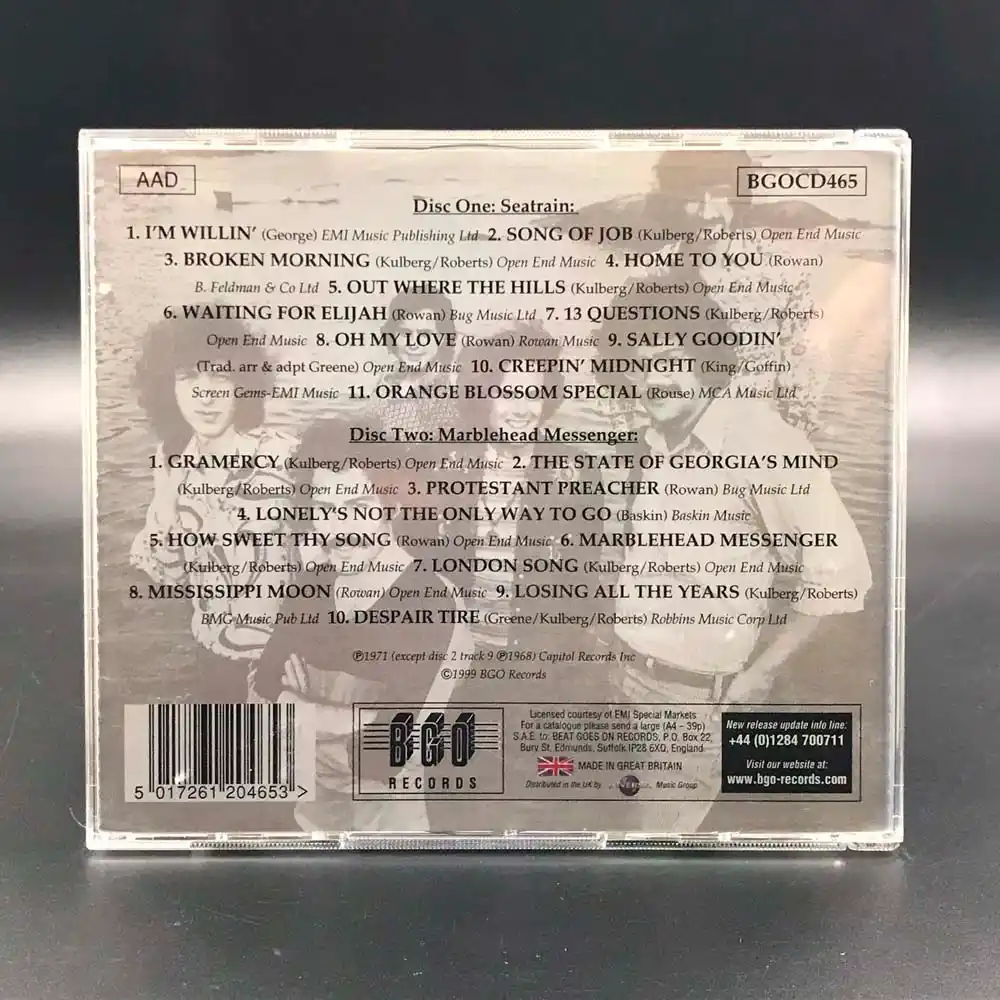 AAD
BGOCD465
Disc One: Seatrain:
1. I'M WILLIN' (George) EMI Music Publishing Ltd 2. SONG OF JOB (Kulberg/Roberts) Open End Music
3. BROKEN MORNING (Kulberg/Roberts) Open End Music 4. HOME TO YOU (Rowan)
B. Feldman & Co Ltd 5. OUT WHERE THE HILLS (Kulberg/Roberts) Open End Music
6. WAITING FOR ELIJAH (Rowan) Bug Music Ltd 7. 13 QUESTIONS (Kulberg/Roberts)
Open End Music 8. OH MY LOVE (Rowan) Rowan Music 9. SALLY GOODIN'
(Trad. arr & adpt Greene) Open End Music 10. CREEPIN' MIDNIGHT (King/Goffin)
Screen Gems-EMI Music 11. ORANGE BLOSSOM SPECIAL (Rouse) MCA Music Ltd
Disc Two: Marblehead Messenger:
1. GRAMERCY (Kulberg/Roberts) Open End Music 2. THE STATE OF GEORGIA'S MIND
(Kulberg/Roberts) Open End Music 3. PROTESTANT PREACHER (Rowan) Bug Music Ltd
4. LONELY'S NOT THE ONLY WAY TO GO (Baskin) Baskin Music
5. HOW SWEET THY SONG (Rowan) Open End Music 6. MARBLEHEAD MESSENGER
(Kulberg/Roberts) Open End Music 7. LONDON SONG (Kulberg/Roberts) Open End Music
8. MISSISSIPPI MOON (Rowan) Open End Music 9. LOSING ALL THE YEARS (Kulberg/Roberts)
BMG Music Pub Ltd 10. DESPAIR TIRE (Greene/Kulberg/Roberts) Robbins Music Corp Ltd
℗1971 (except disc 2 track 9 ℗1968) Capitol Records Inc
©1999 BGO Records
5 017261 204653 >
BGO
RECORDS
Licensed courtesy of EMI Special Markets
For a catalogue please send a large (A4 - 39p)
S.A.E. to: BEAT GOES ON RECORDS, P.O. Box 22,
Bury St. Edmunds, Suffolk IP28 6XQ, England
MADE IN GREAT BRITAIN
Distributed in the UK by Music Group
New release update info line:
+44 (0)1284 700711
Visit our website at:
www.bgo-records.com